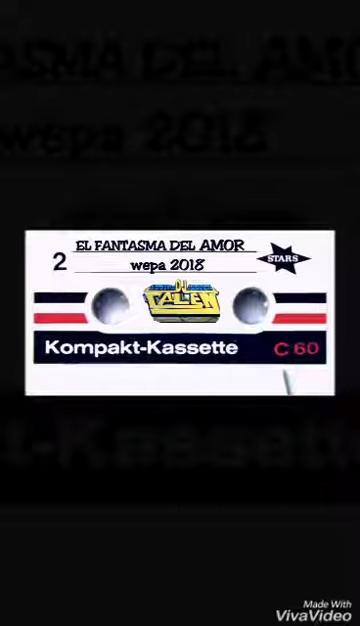 EL FANTASMA DEL AMOR
2
wepa 2018
STARS
Kompakt-Kassette
C 60
Made With
VivaVideo